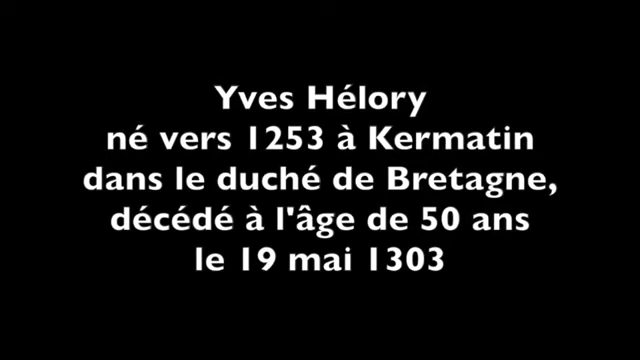 Yves Hélory
né vers 1253 à Kermatin
dans le duché de Bretagne,
décédé à l'âge de 50 ans
le 19 mai 1303